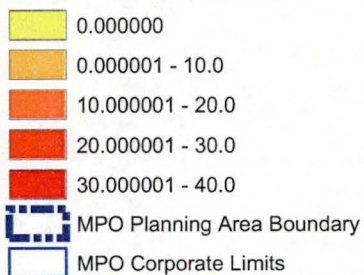 0.000000
0.000001 - 10.0
10.000001 - 20.0
20.000001 - 30.0
30.000001 - 40.0
MPO Planning Area Boundary
MPO Corporate Limits